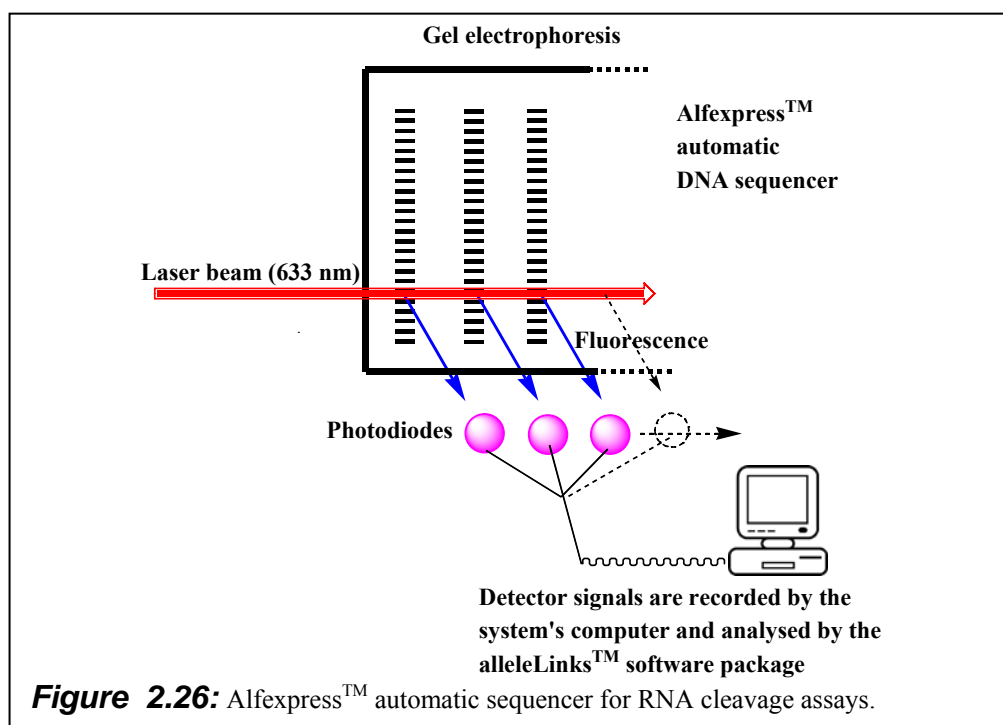 Gel electrophoresis
Alfexpress™
automatic
DNA sequencer
Laser beam (633 nm)
Fluorescence
Photodiodes
Detector signals are recorded by the
system's computer and analysed by the
alleleLinks™ software package
Figure 2.26: Alfexpress™ automatic sequencer for RNA cleavage assays.